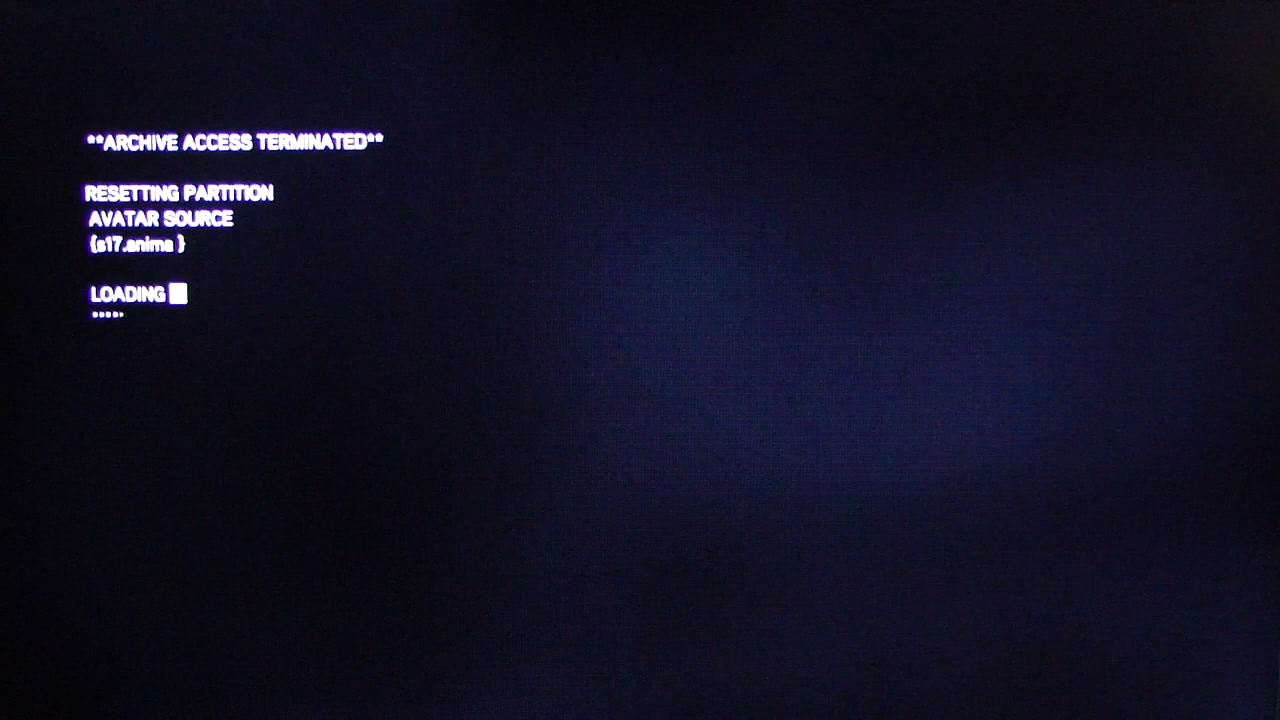 **ARCHIVE ACCESS TERMINATED**
RESETTING PARTITION
AVATAR SOURCE
{s17.anima }
LOADING